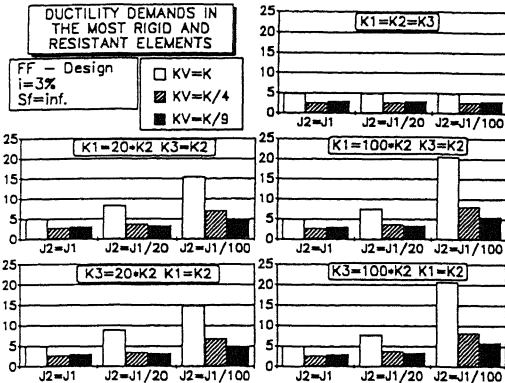 DUCTILITY DEMANDS IN
THE MOST RIGID AND
RESISTANT ELEMENTS
FF – Design
i=3%
Sf=inf.
KV=K
KV=K/4
KV=K/9
K1=K2=K3
25
20
15
10
5
0
J2=J1 J2=J1/20 J2=J1/100
K1=20*K2 K3=K2
25
20
15
10
5
0
J2=J1 J2=J1/20 J2=J1/100
K1=100*K2 K3=K2
25
20
15
10
5
0
J2=J1 J2=J1/20 J2=J1/100
K3=20*K2 K1=K2
25
20
15
10
5
0
J2=J1 J2=J1/20 J2=J1/100
K3=100*K2 K1=K2
25
20
15
10
5
0
J2=J1 J2=J1/20 J2=J1/100